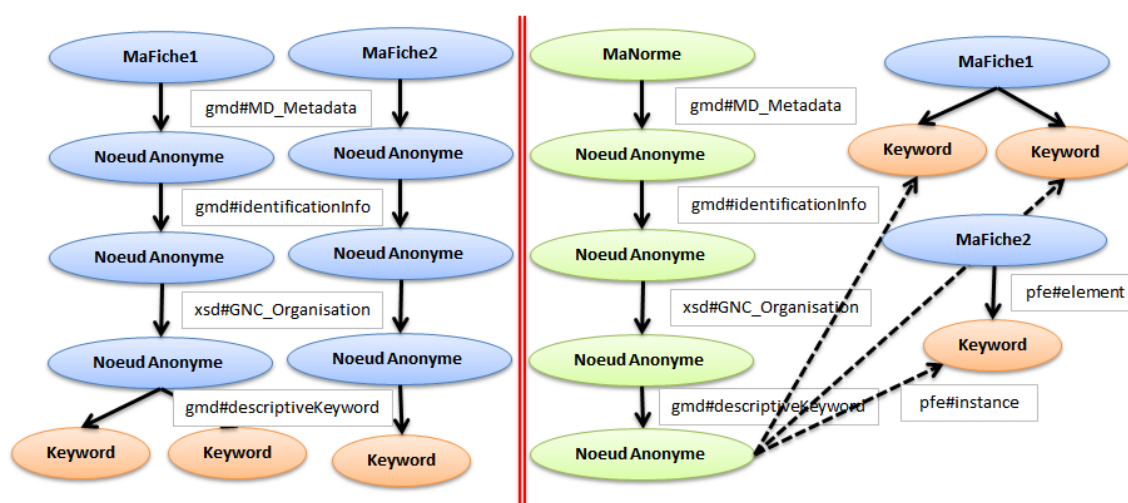 MaFiche1
MaFiche2
gmd#MD_Metadata
Noeud Anonyme
Noeud Anonyme
gmd#identificationInfo
Noeud Anonyme
Noeud Anonyme
xsd#GNC_Organisation
Noeud Anonyme
Noeud Anonyme
gmd#descriptiveKeyword
Keyword
Keyword
Keyword
MaNorme
gmd#MD_Metadata
Noeud Anonyme
gmd#identificationInfo
Noeud Anonyme
xsd#GNC_Organisation
Noeud Anonyme
gmd#descriptiveKeyword
Noeud Anonyme
MaFiche1
Keyword
Keyword
MaFiche2
pfe#element
Keyword
pfe#instance